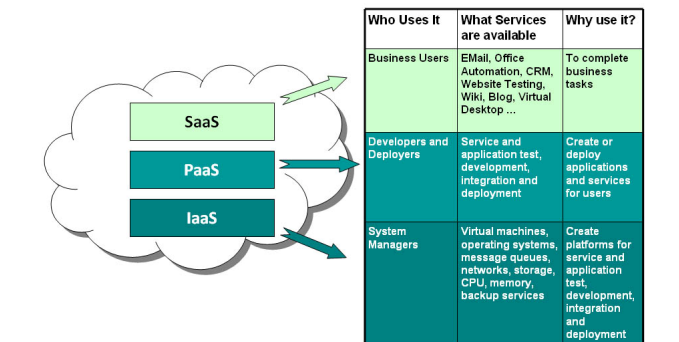 SaaS
PaaS
IaaS
Who Uses It
What Services
are available
Why use it?
Business Users
EMail, Office
Automation, CRM,
Website Testing,
Wiki, Blog, Virtual
Desktop ...
To complete
business
tasks
Developers and
Deployers
Service and
application test,
development,
integration and
deployment
Create or
deploy
applications
and services
for users
System
Managers
Virtual machines,
operating systems,
message queues,
networks, storage,
CPU, memory,
backup services
Create
platforms for
service and
application
test,
development,
integration
and
deployment